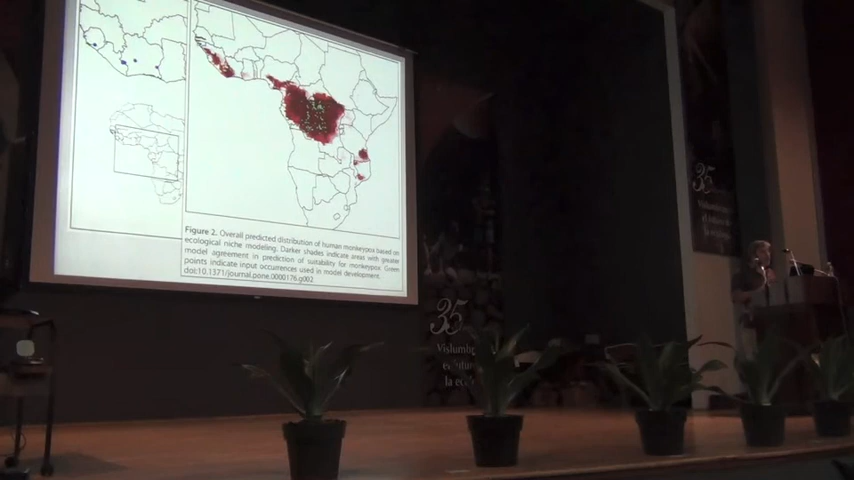 Figure 2. Overall predicted distribution of human monkeypox based on
ecological niche modeling. Darker shades indicate areas with greater
model agreement in prediction of suitability for monkeypox. Green
points indicate input occurrences used in model development.
doi:10.1371/journal.pone.0000176.g002
35
35